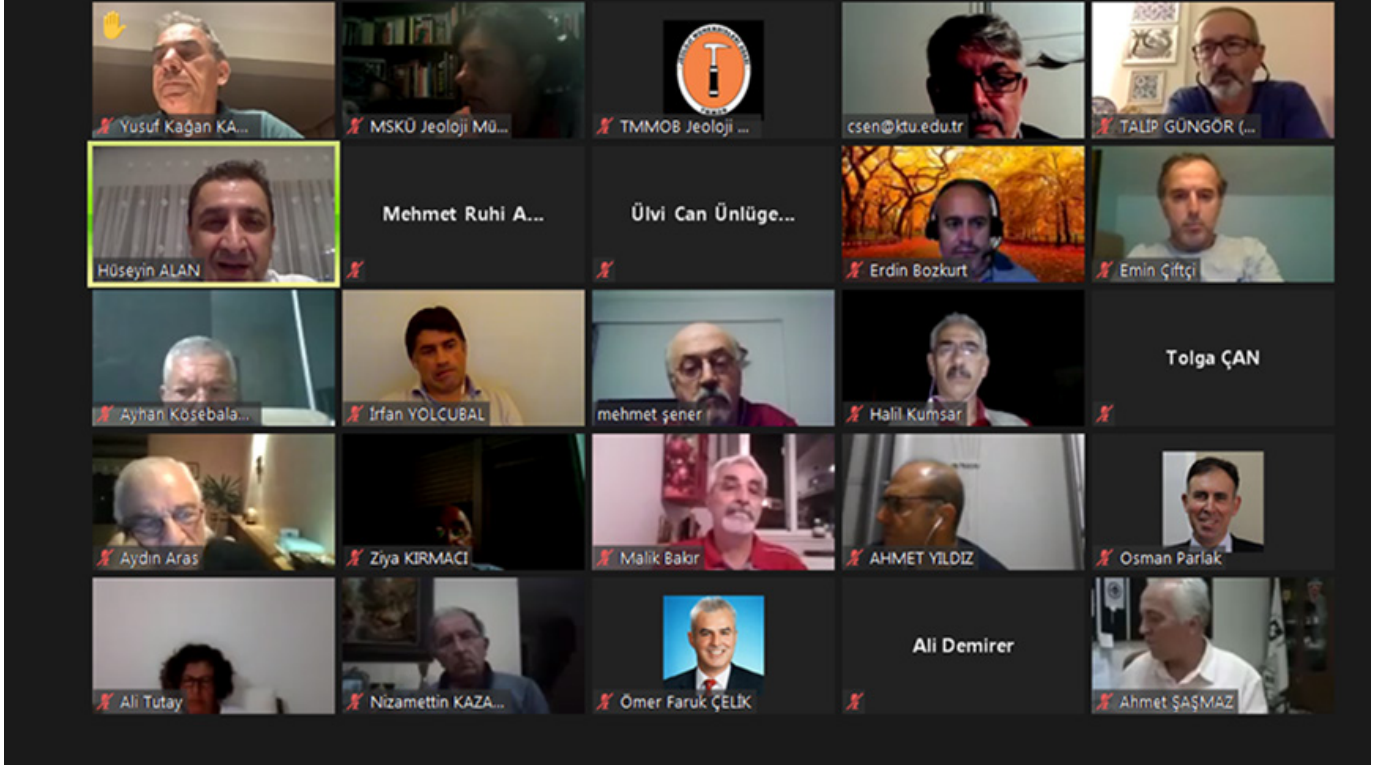 Yusuf Kağan KA...
MSKÜ Jeoloji Mü...
TMMOB Jeoloji ...
csen@ktu.edu.tr
TALİP GÜNGÖR (...
Hüseyin ALAN
Mehmet Ruhi A...
Ülvi Can Ünlüge...
Erdin Bozkurt
Emin Çiftçi
Ayhan Kösebala...
İrfan YOLCUBAL
mehmet şener
Halil Kumsar
Tolga ÇAN
Aydın Aras
Ziya KIRMACI
Malik Bakır
AHMET YILDIZ
Osman Parlak
Ali Tutay
Nizamettin KAZA...
Ömer Faruk ÇELİK
Ali Demirer
Ahmet ŞAŞMAZ